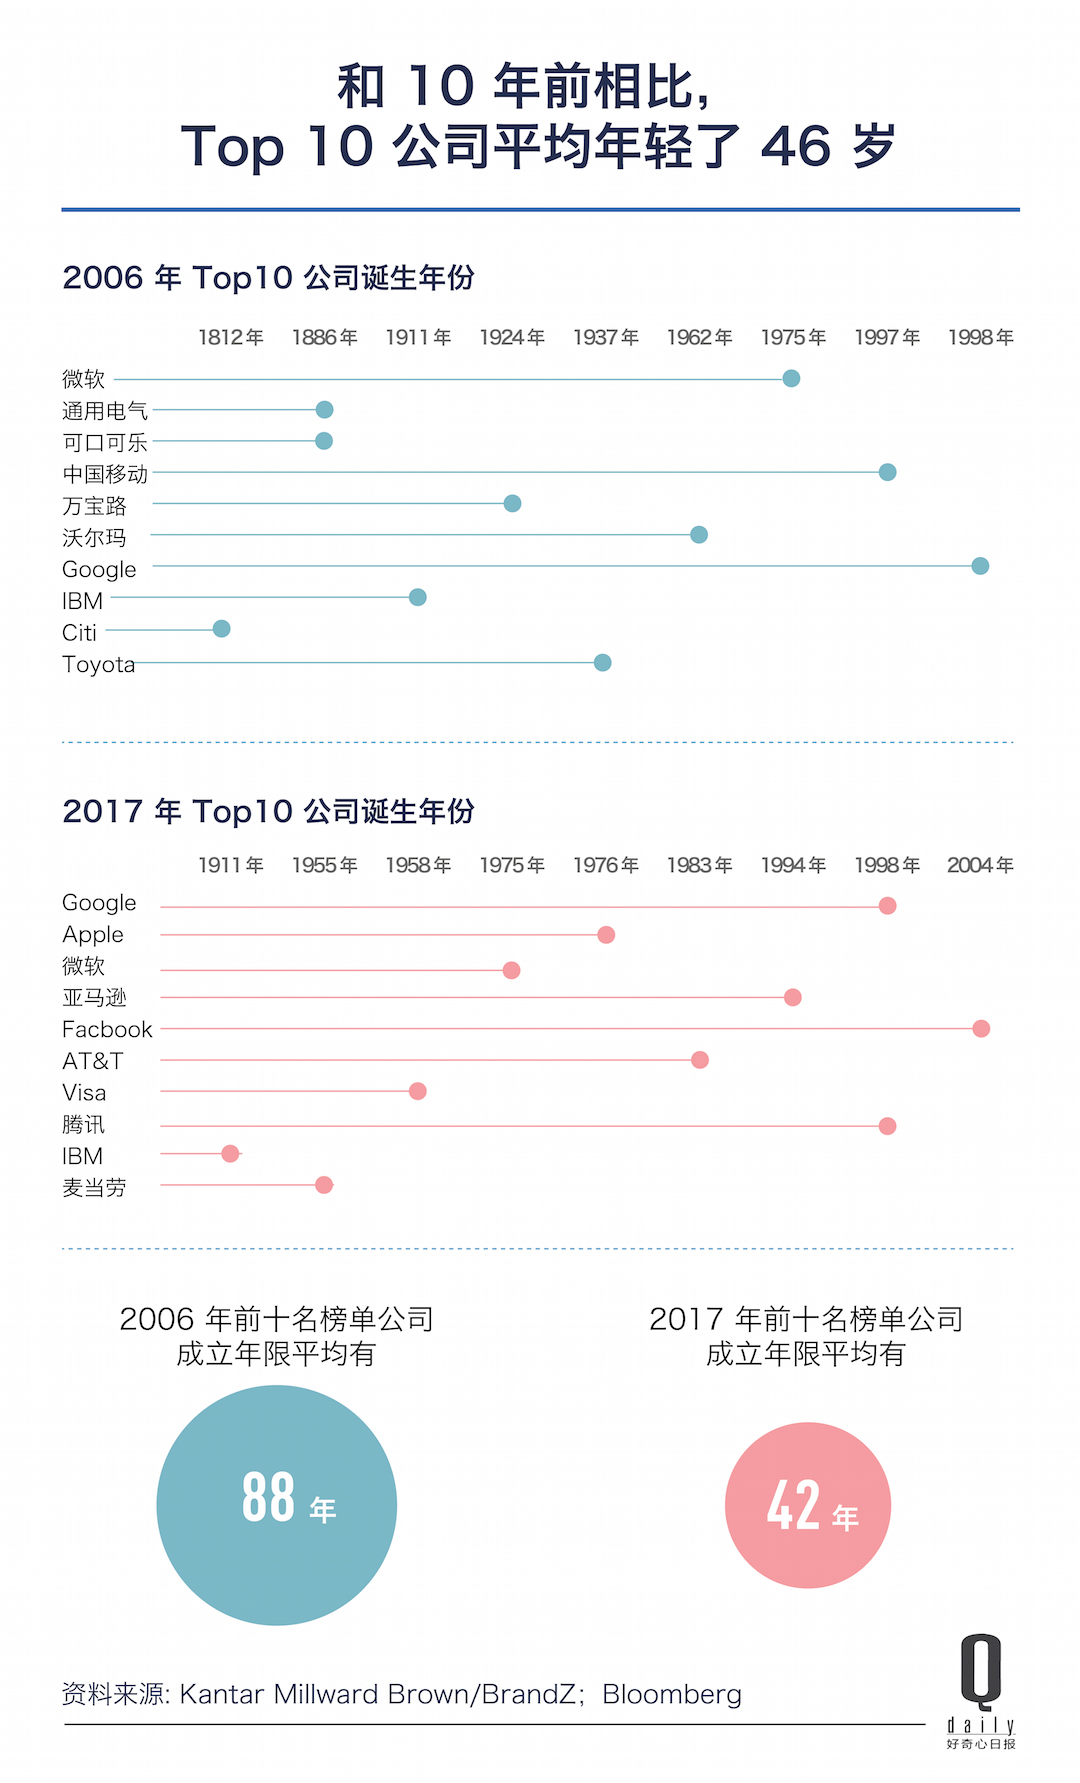 和 10 年前相比，
Top 10 公司平均年轻了 46 岁
2006 年 Top10 公司诞生年份
1812年 1886年 1911年 1924年 1937年 1962年 1975年 1997年 1998年
微软
通用电气
可口可乐
中国移动
万宝路
沃尔玛
Google
IBM
Citi
Toyota
2017 年 Top10 公司诞生年份
1911年 1955年 1958年 1975年 1976年 1983年 1994年 1998年 2004年
Google
Apple
微软
亚马逊
Facbook
AT&T
Visa
腾讯
IBM
麦当劳
2006 年前十名榜单公司
成立年限平均有
88 年
2017 年前十名榜单公司
成立年限平均有
42 年
资料来源: Kantar Millward Brown/BrandZ；Bloomberg
Q
daily
好奇心日报